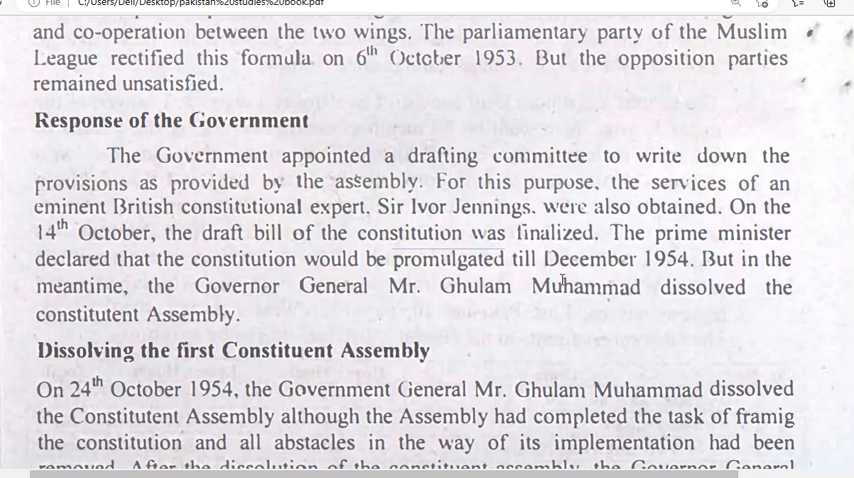 File | C:/Users/Dell/Desktop/pakistan%20studies%20book.pdf
and co-operation between the two wings. The parliamentary party of the Muslim
League rectified this formula on 6th October 1953. But the opposition parties
remained unsatisfied.
Response of the Government
The Government appointed a drafting committee to write down the
provisions as provided by the assembly. For this purpose, the services of an
eminent British constitutional expert, Sir Ivor Jennings, were also obtained. On the
14th October, the draft bill of the constitution was finalized. The prime minister
declared that the constitution would be promulgated till December 1954. But in the
meantime, the Governor General Mr. Ghulam Muhammad dissolved the
constitutent Assembly.
Dissolving the first Constituent Assembly
On 24th October 1954, the Government General Mr. Ghulam Muhammad dissolved
the Constitutent Assembly although the Assembly had completed the task of framig
the constitution and all abstacles in the way of its implementation had been
removed. After the dissolution of the constituent assembly, the Governor General